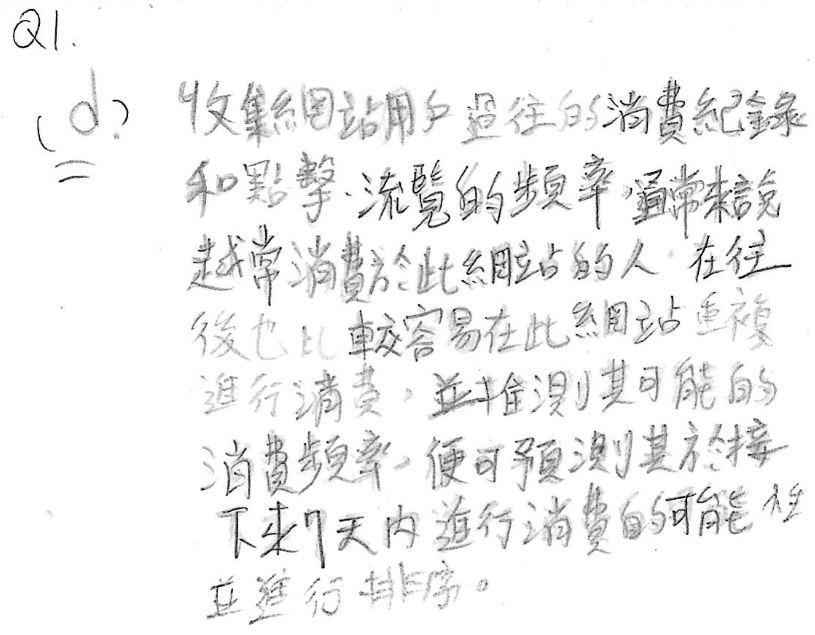 Q1.
(d) 收集網站用戶過往的消費紀錄
和點擊、流覽的頻率,通常來說
越常消費於此網站的人 在往
後也比較容易在此網站重複
進行消費,並推測其可能的
消費頻率,便可預測其於接
下來7天內進行消費的可能性
並進行排序。